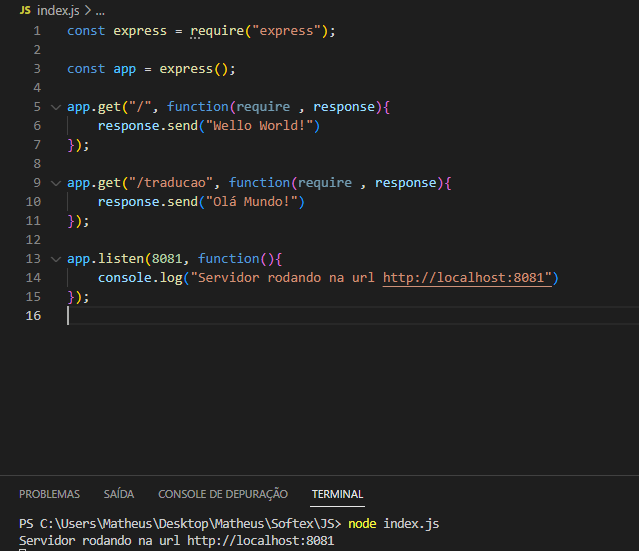 JS index.js > ...
1 const express = require("express");
2
3 const app = express();
4
5 app.get("/", function(require , response){
6 response.send("Wello World!")
7 });
8
9 app.get("/traducao", function(require , response){
10 response.send("Olá Mundo!")
11 });
12
13 app.listen(8081, function(){
14 console.log("Servidor rodando na url http://localhost:8081")
15 });
16
PROBLEMAS SAÍDA CONSOLE DE DEPURAÇÃO TERMINAL
PS C:\Users\Matheus\Desktop\Matheus\Softex\JS> node index.js
Servidor rodando na url http://localhost:8081